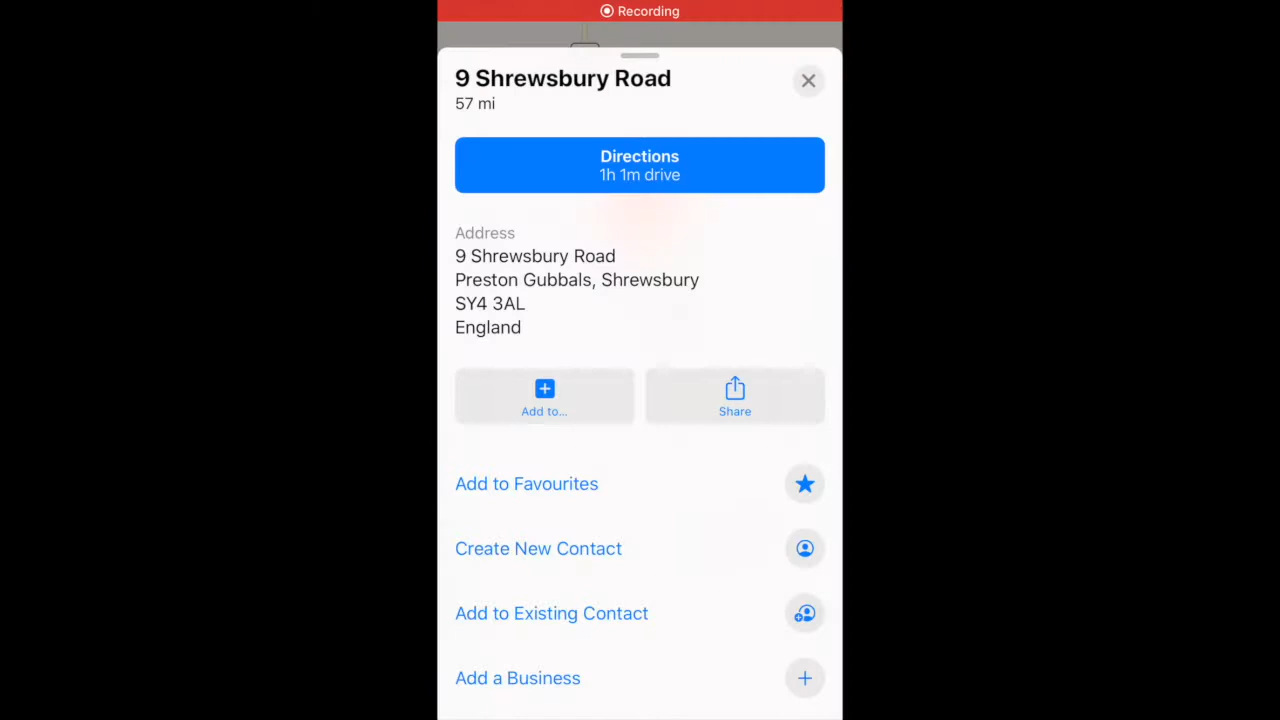 Recording
9 Shrewsbury Road
57 mi
Directions
1h 1m drive
Address
9 Shrewsbury Road
Preston Gubbals, Shrewsbury
SY4 3AL
England
Add to...
Share
Add to Favourites
Create New Contact
Add to Existing Contact
Add a Business